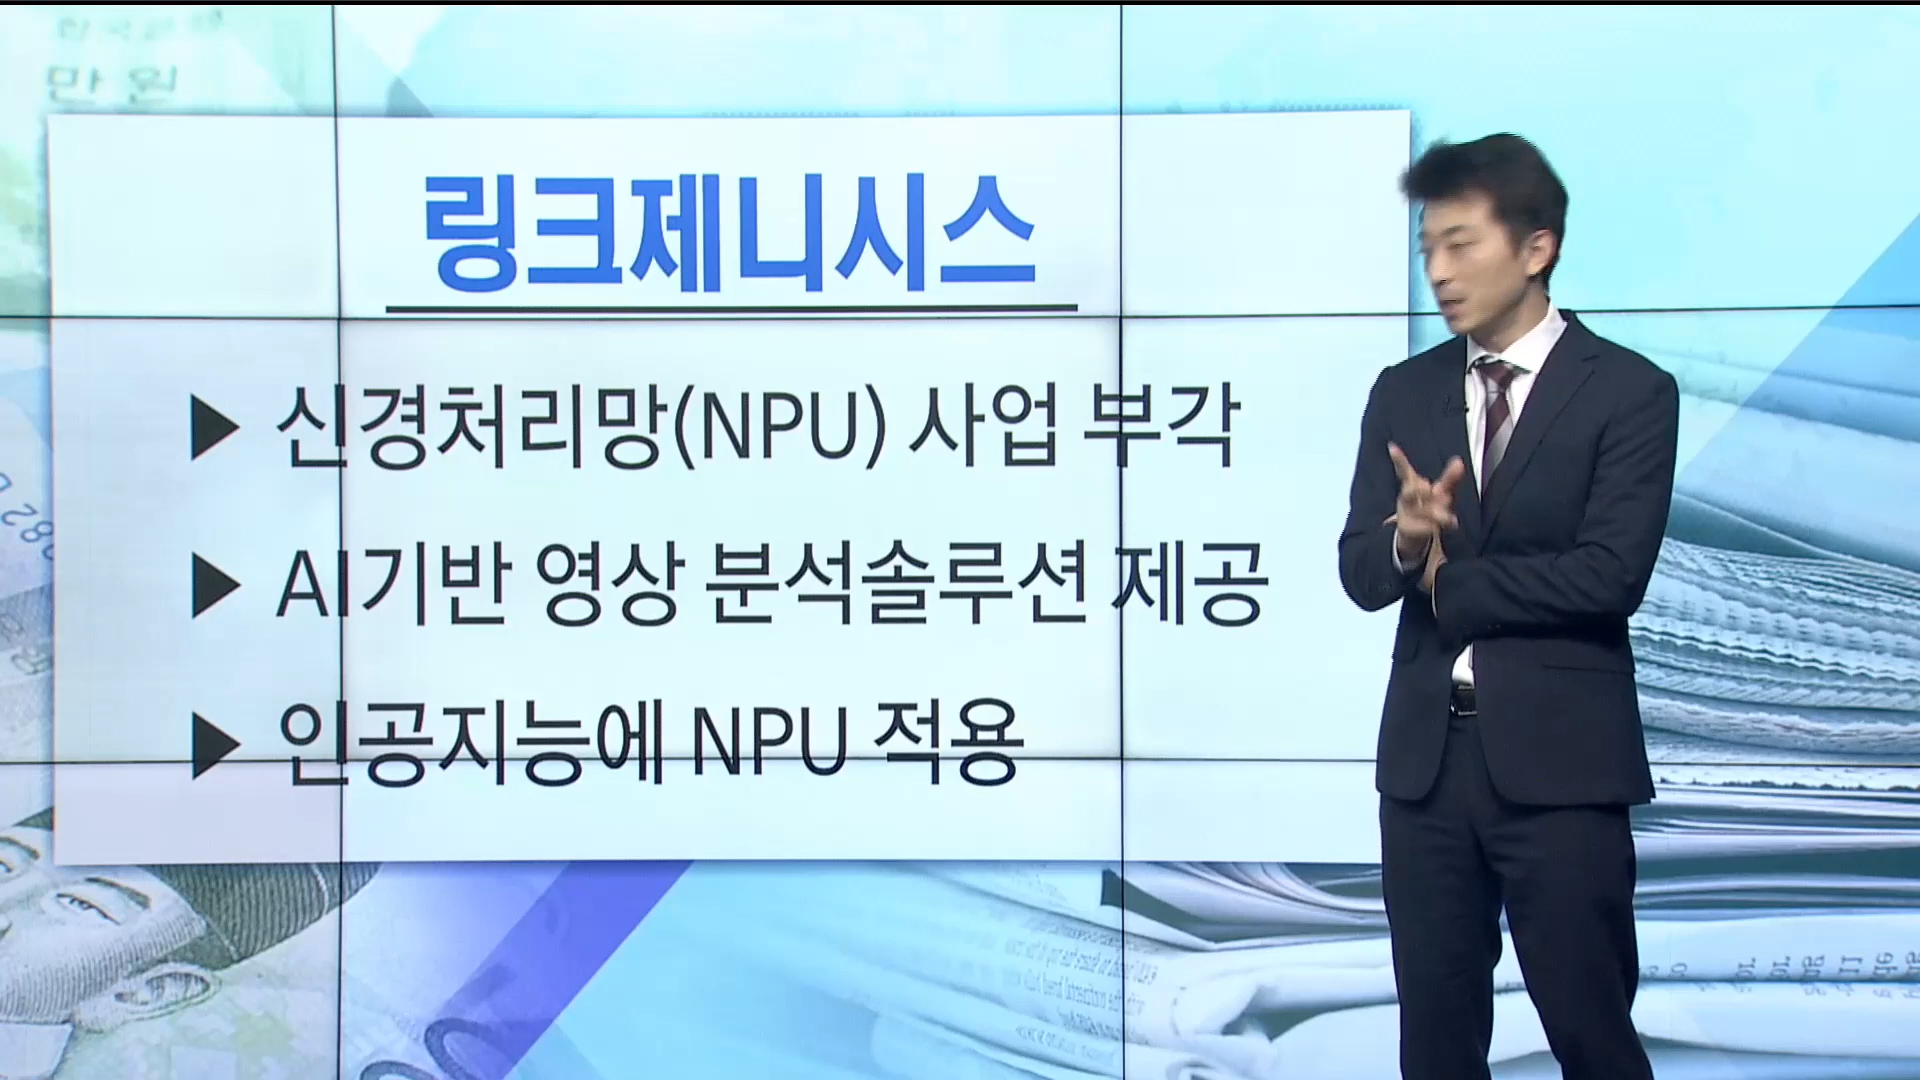 만 원
링크제니시스
▶ 신경처리망(NPU) 사업 부각
▶ AI기반 영상 분석솔루션 제공
▶ 인공지능에 NPU 적용